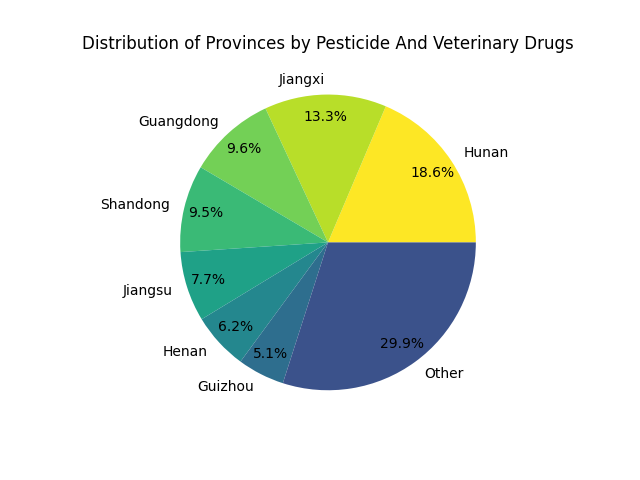 Distribution of Provinces by Pesticide And Veterinary Drugs
Jiangxi
13.3%
Guangdong
9.6%
Hunan
18.6%
Shandong
9.5%
Jiangsu
7.7%
Henan
6.2%
Guizhou
5.1%
Other
29.9%